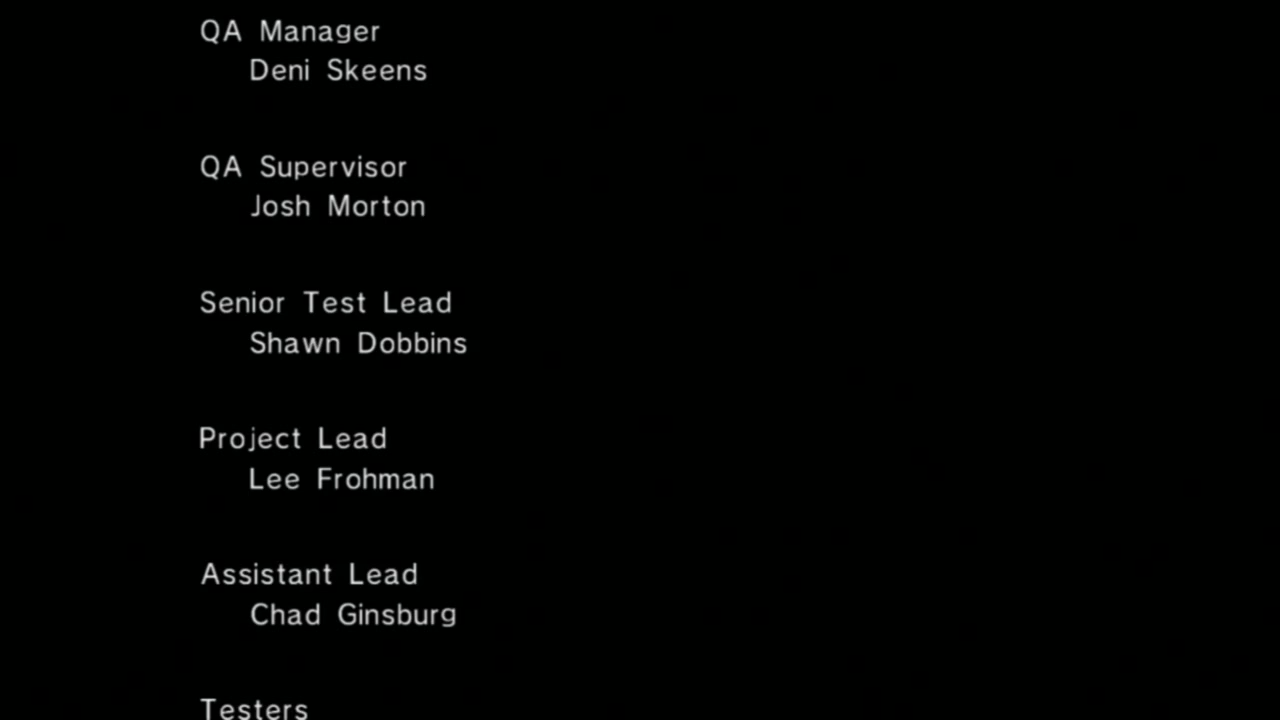 QA Manager
Deni Skeens
QA Supervisor
Josh Morton
Senior Test Lead
Shawn Dobbins
Project Lead
Lee Frohman
Assistant Lead
Chad Ginsburg
Testers